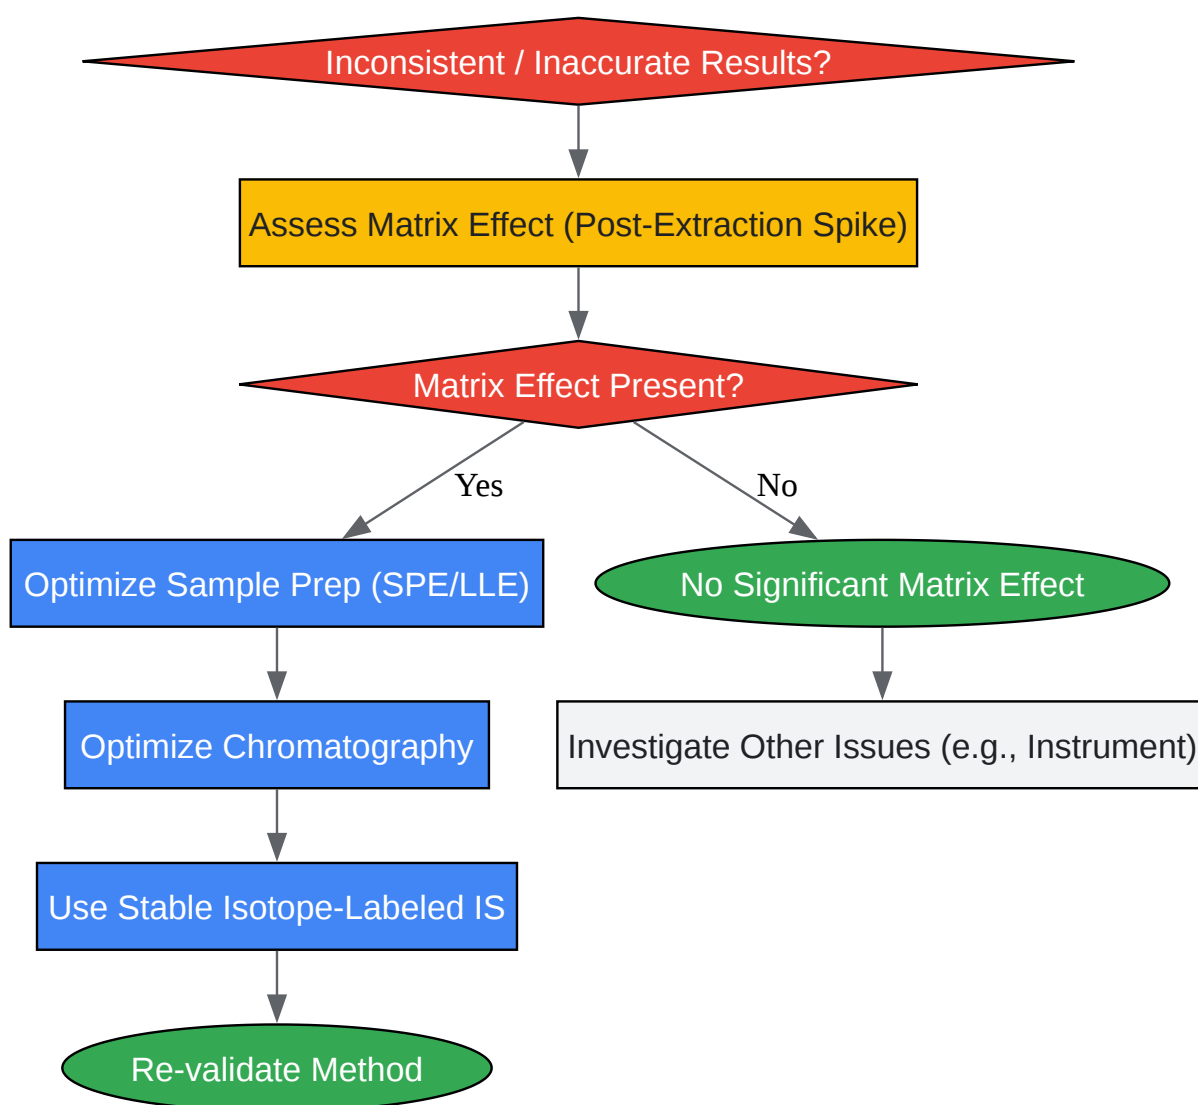 Inconsistent / Inaccurate Results?
Assess Matrix Effect (Post-Extraction Spike)
Matrix Effect Present?
Yes
No
Optimize Sample Prep (SPE/LLE)
No Significant Matrix Effect
Optimize Chromatography
Investigate Other Issues (e.g., Instrument)
Use Stable Isotope-Labeled IS
Re-validate Method